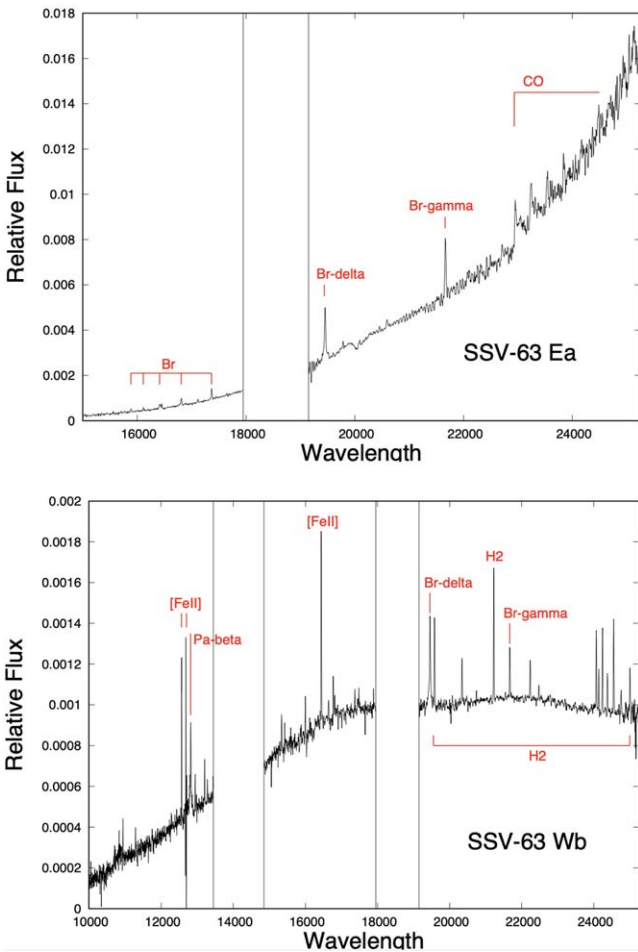 0.018
0.016
0.014
0.012
0.01
0.008
0.006
0.004
0.002
0
Relative Flux
CO
Br-gamma
Br-delta
Br
SSV-63 Ea
16000 18000 20000 22000 24000
Wavelength
0.002
0.0018
0.0016
0.0014
0.0012
0.001
0.0008
0.0006
0.0004
0.0002
0
Relative Flux
[FeII]
[FeII]
Pa-beta
H2
Br-delta
Br-gamma
H2
SSV-63 Wb
10000 12000 14000 16000 18000 20000 22000 24000
Wavelength